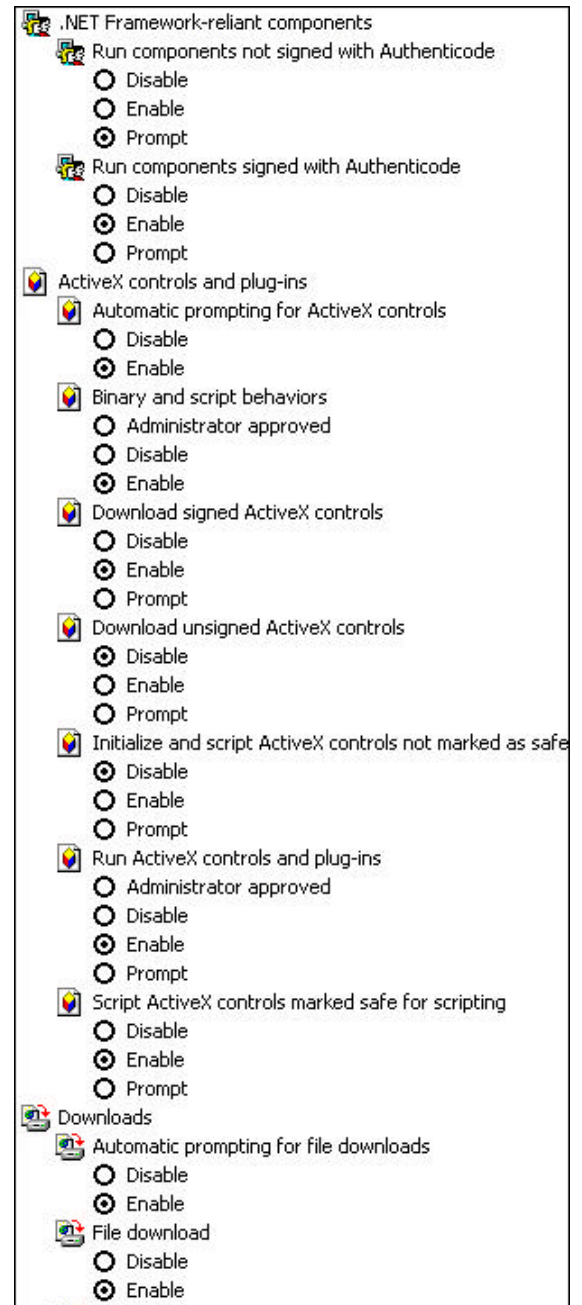 .NET Framework-reliant components
Run components not signed with Authenticode
Disable
Enable
Prompt
Run components signed with Authenticode
Disable
Enable
Prompt
ActiveX controls and plug-ins
Automatic prompting for ActiveX controls
Disable
Enable
Binary and script behaviors
Administrator approved
Disable
Enable
Download signed ActiveX controls
Disable
Enable
Prompt
Download unsigned ActiveX controls
Disable
Enable
Prompt
Initialize and script ActiveX controls not marked as safe
Disable
Enable
Prompt
Run ActiveX controls and plug-ins
Administrator approved
Disable
Enable
Prompt
Script ActiveX controls marked safe for scripting
Disable
Enable
Prompt
Downloads
Automatic prompting for file downloads
Disable
Enable
File download
Disable
Enable